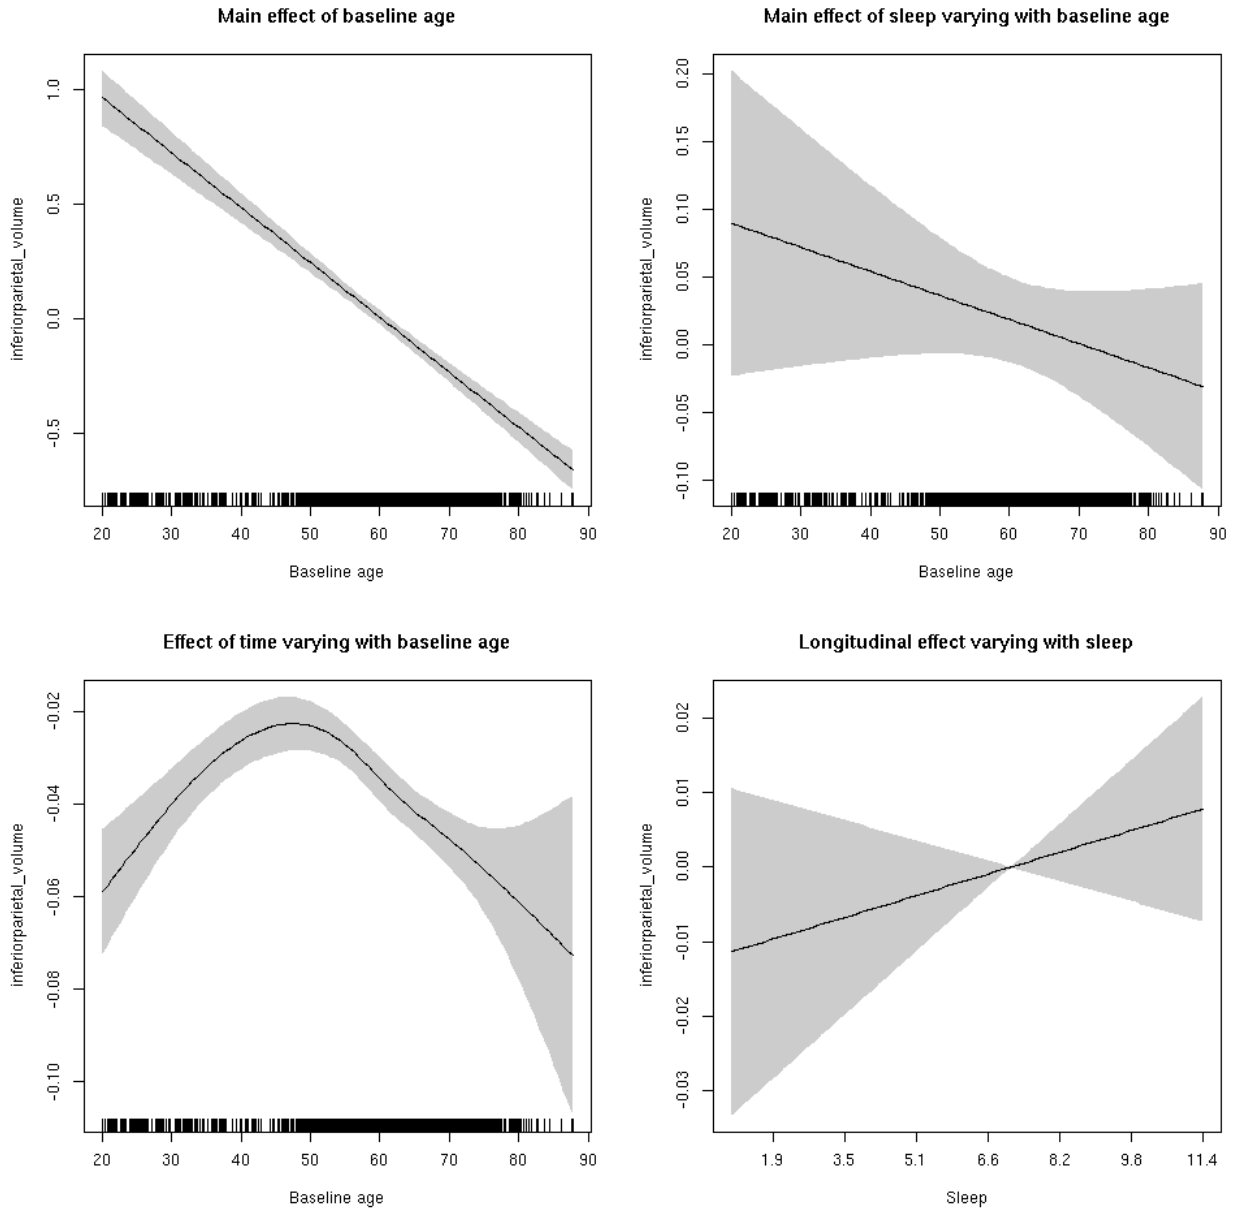 Main effect of baseline age
inferiorparietal_volume
1.0
0.5
0.0
-0.5
20 30 40 50 60 70 80 90
Baseline age
Main effect of sleep varying with baseline age
inferiorparietal_volume
0.20
0.15
0.10
0.05
0.00
-0.05
-0.10
20 30 40 50 60 70 80 90
Baseline age
Effect of time varying with baseline age
inferiorparietal_volume
-0.02
-0.04
-0.06
-0.08
-0.10
20 30 40 50 60 70 80 90
Baseline age
Longitudinal effect varying with sleep
inferiorparietal_volume
0.02
0.01
0.00
-0.01
-0.02
-0.03
1.9 3.5 5.1 6.6 8.2 9.8 11.4
Sleep